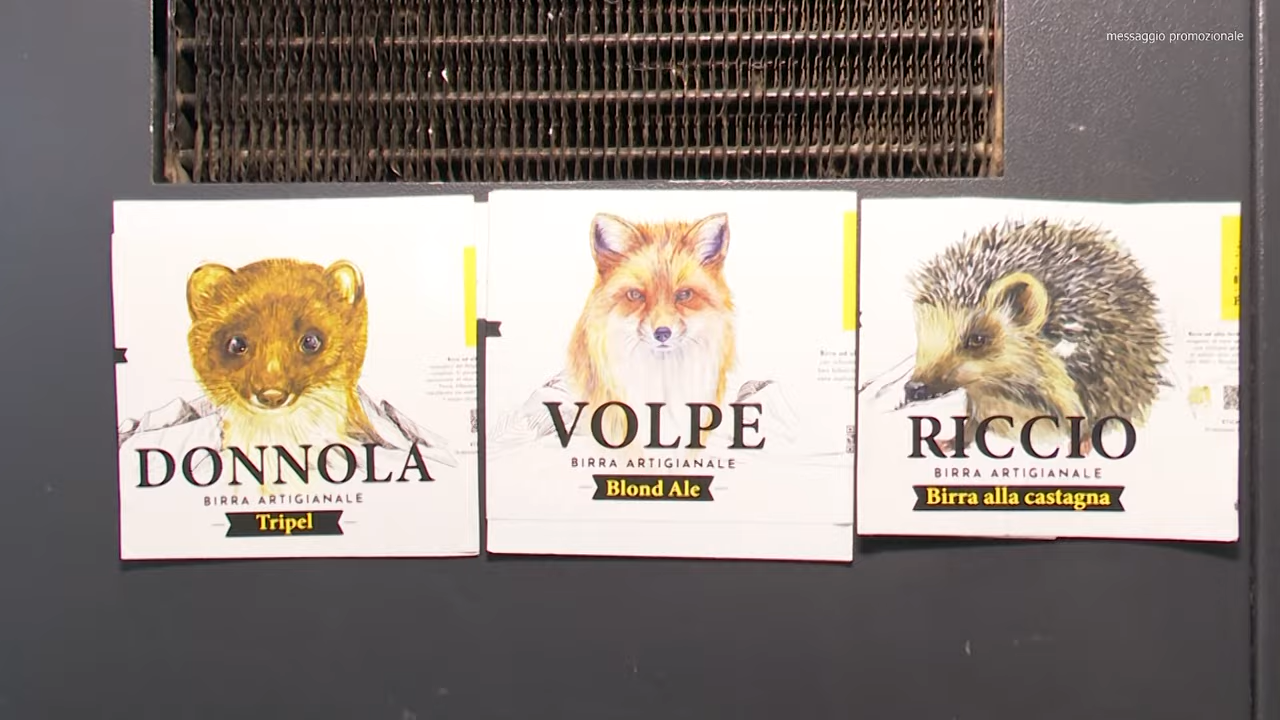 messaggio promozionale
DONNOLA
BIRRA ARTIGIANALE
Tripel
VOLPE
BIRRA ARTIGIANALE
Blond Ale
RICCIO
BIRRA ARTIGIANALE
Birra alla castagna